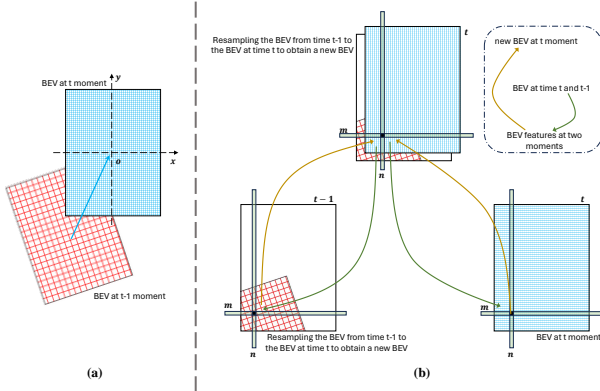 BEV at t moment
y
o
x
BEV at t-1 moment
(a)
Resampling the BEV from time t-1 to
the BEV at time t to obtain a new BEV
t
m
n
new BEV at t moment
BEV at time t and t-1
BEV features at two
moments
t − 1
m
n
Resampling the BEV from time t-1 to
the BEV at time t to obtain a new BEV
t
m
n
BEV at t moment
(b)